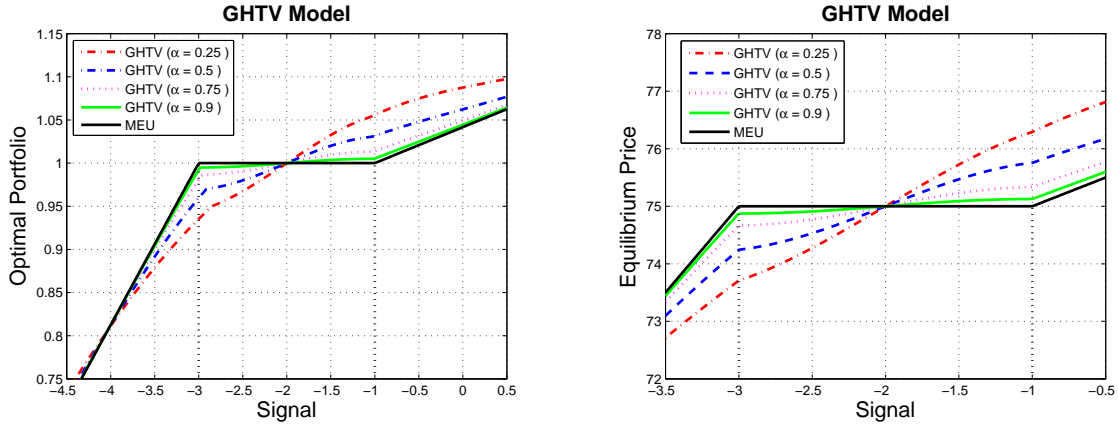 GHTV Model
GHTV (α = 0.25 )
GHTV (α = 0.5 )
GHTV (α = 0.75 )
GHTV (α = 0.9 )
MEU
Optimal Portfolio
1.15
1.1
1.05
1
0.95
0.9
0.85
0.8
0.75
−4.5 −4 −3.5 −3 −2.5 −2 −1.5 −1 −0.5 0 0.5
Signal
GHTV Model
GHTV (α = 0.25 )
GHTV (α = 0.5 )
GHTV (α = 0.75 )
GHTV (α = 0.9 )
MEU
Equilibrium Price
78
77
76
75
74
73
72
−3.5 −3 −2.5 −2 −1.5 −1 −0.5
Signal